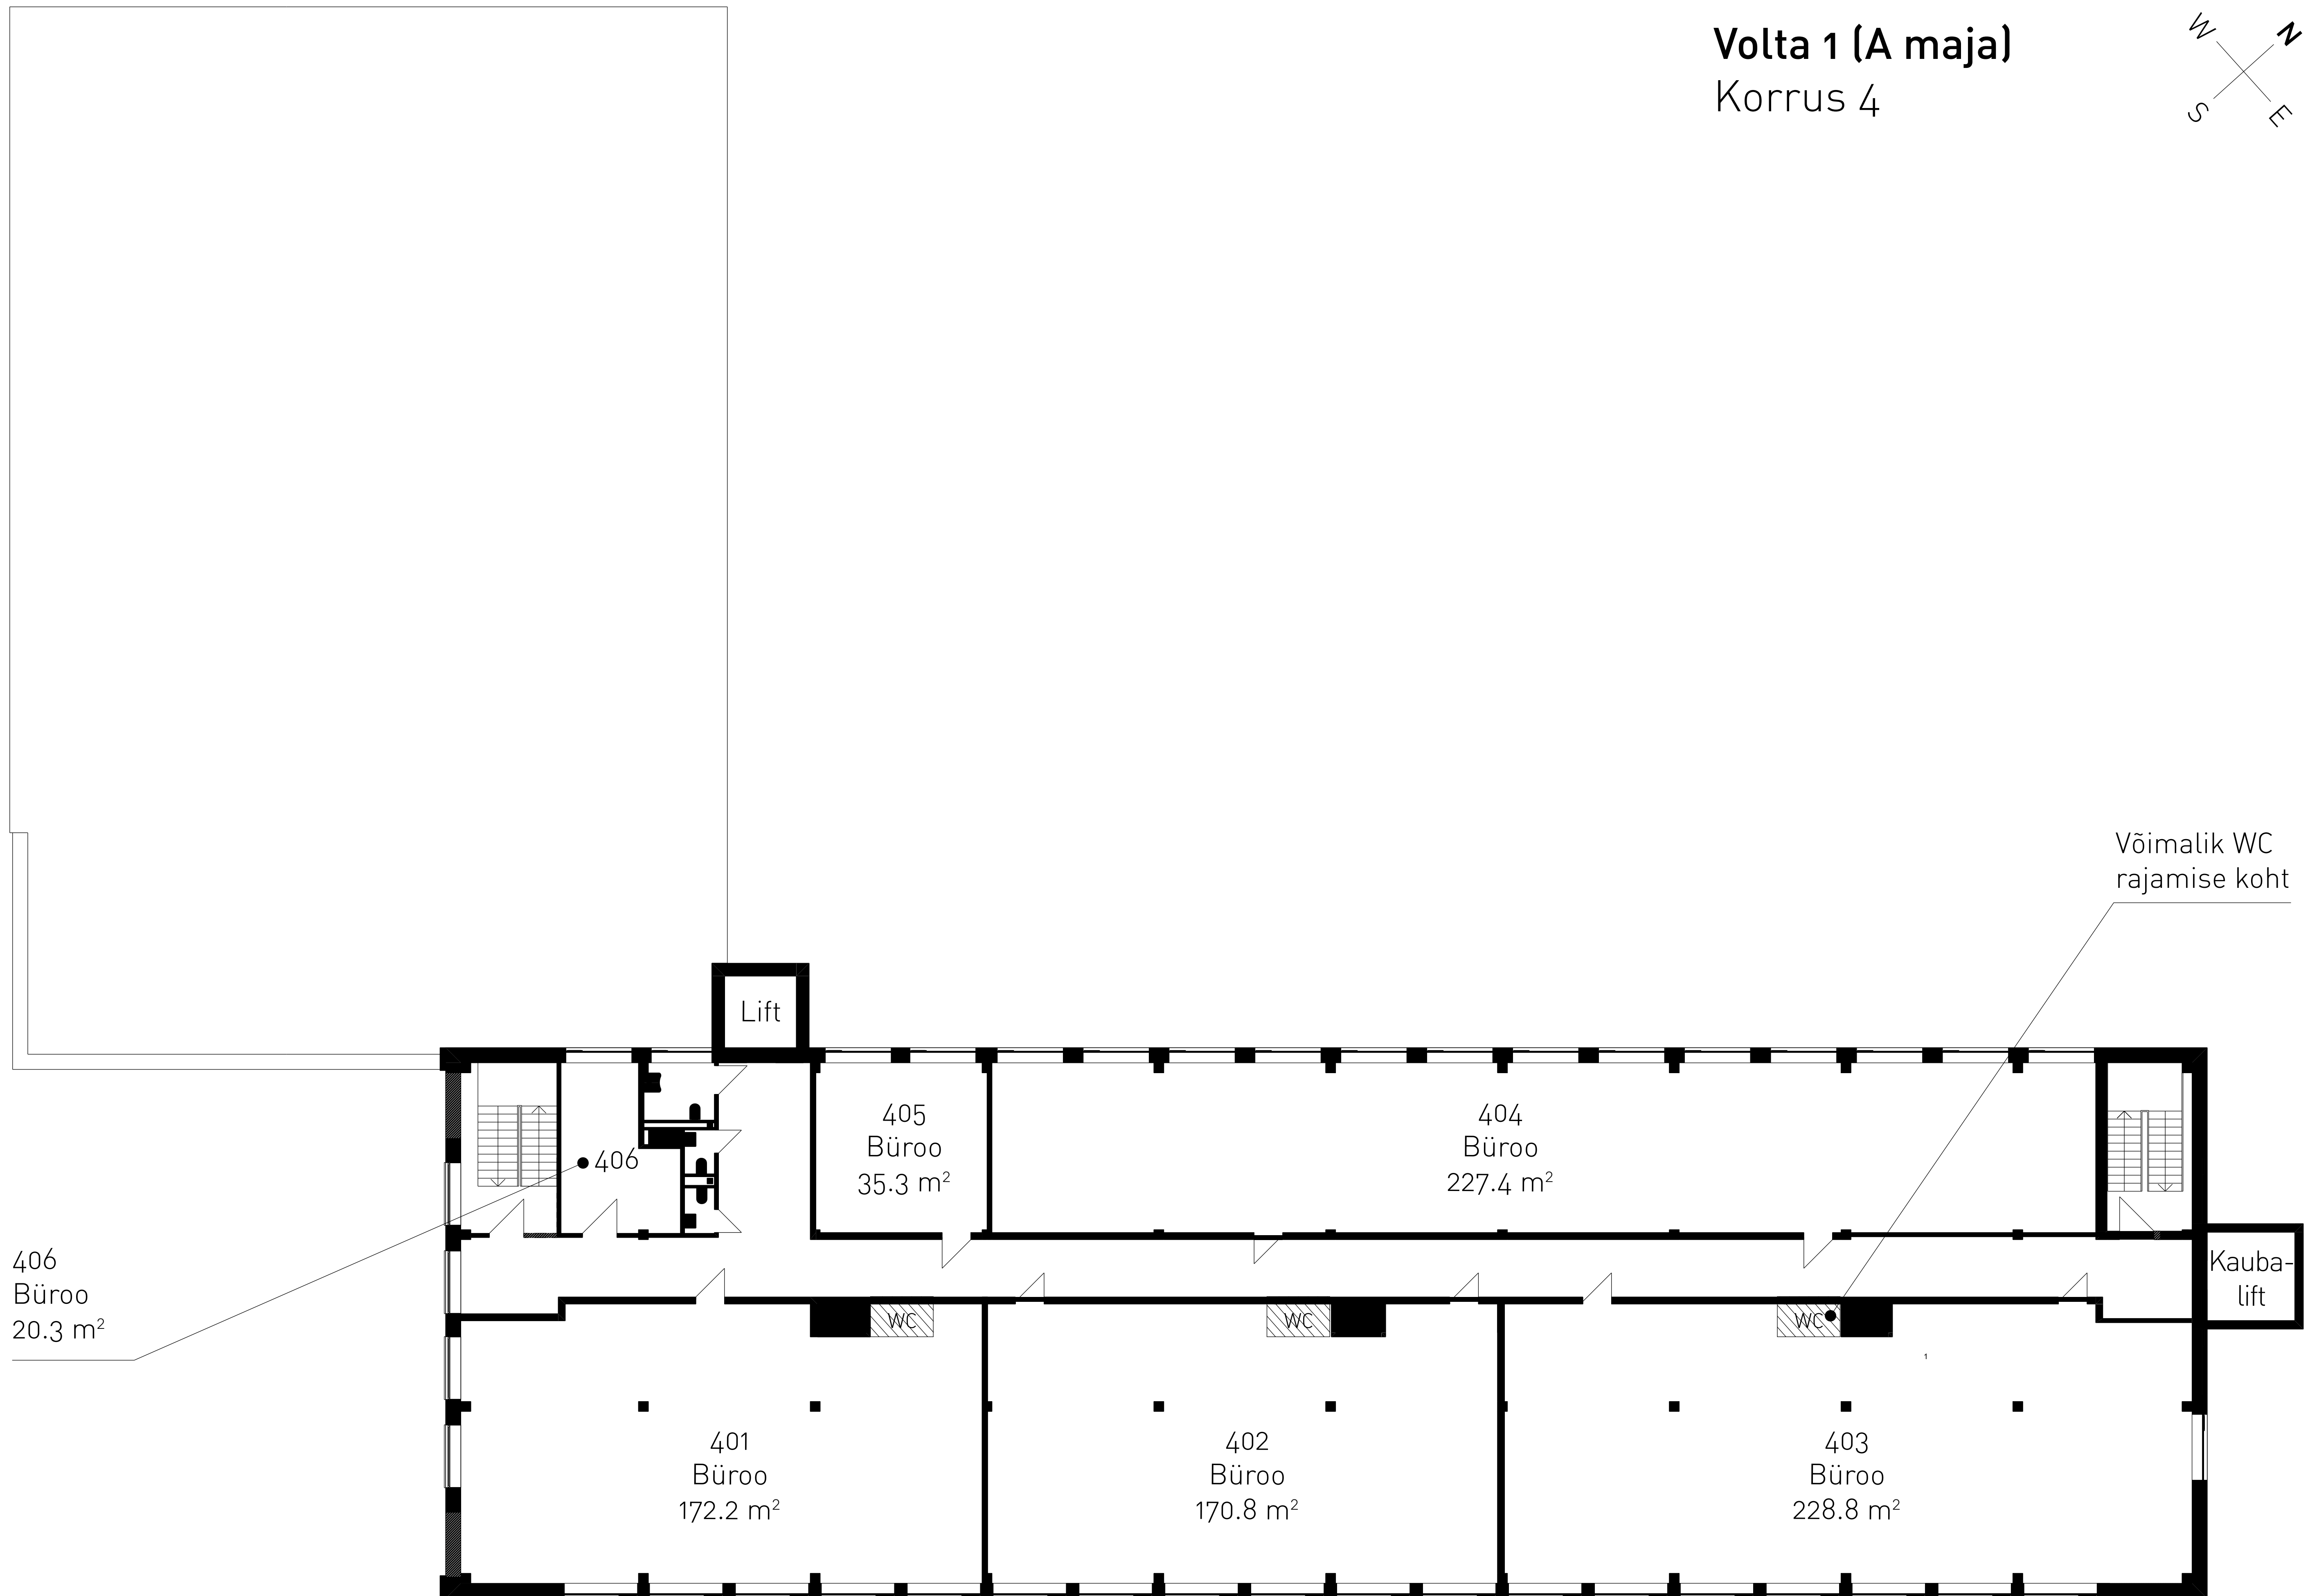 Volta 1 (A maja)
Korrus 4
W
N
S
E
Võimalik WC
rajamise koht
Lift
405
Büroo
35.3 m²
404
Büroo
227.4 m²
406
406
Büroo
20.3 m²
Kauba-
lift
WC
WC
WC
1
401
Büroo
172.2 m²
402
Büroo
170.8 m²
403
Büroo
228.8 m²